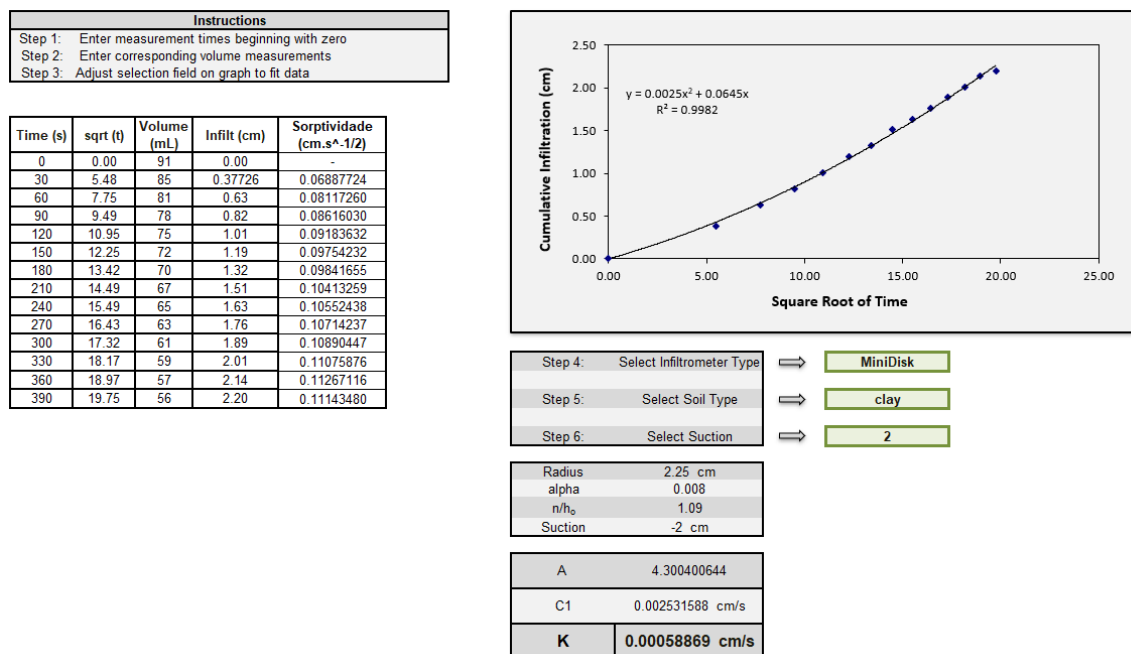 Instructions
Step 1: Enter measurement times beginning with zero
Step 2: Enter corresponding volume measurements
Step 3: Adjust selection field on graph to fit data
Time (s) sqrt (t) Volume (mL) Infilt (cm) Sorptividade (cm.s^-1/2)
0 0.00 91 0.00 -
30 5.48 85 0.37726 0.06887724
60 7.75 81 0.63 0.08117260
90 9.49 78 0.82 0.08616030
120 10.95 75 1.01 0.09183632
150 12.25 72 1.19 0.09754232
180 13.42 70 1.32 0.09841655
210 14.49 67 1.51 0.10413259
240 15.49 65 1.63 0.10552438
270 16.43 63 1.76 0.10714237
300 17.32 61 1.89 0.10890447
330 18.17 59 2.01 0.11075876
360 18.97 57 2.14 0.11267116
390 19.75 56 2.20 0.11143480
Cumulative Infiltration (cm)
2.50
2.00
1.50
1.00
0.50
0.00
y = 0.0025x² + 0.0645x
R² = 0.9982
0.00 5.00 10.00 15.00 20.00 25.00
Square Root of Time
Step 4: Select Infiltrometer Type MiniDisk
Step 5: Select Soil Type clay
Step 6: Select Suction 2
Radius 2.25 cm
alpha 0.008
n/hₒ 1.09
Suction -2 cm
A 4.300400644
C1 0.002531588 cm/s
K 0.00058869 cm/s